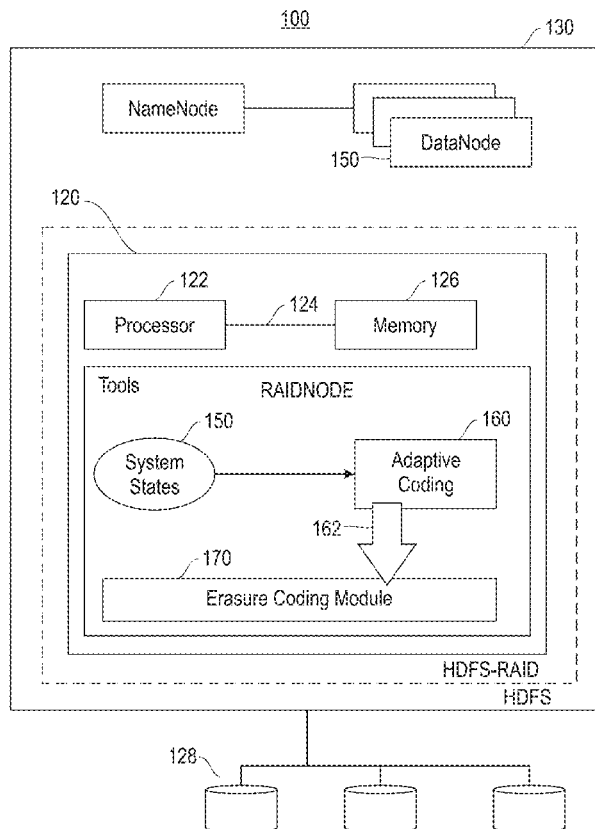 100
130
NameNode
DataNode
150
120
122
124
126
Processor
Memory
Tools
RAIDNODE
150
160
System
States
Adaptive
Coding
162
170
Erasure Coding Module
HDFS-RAID
HDFS
128